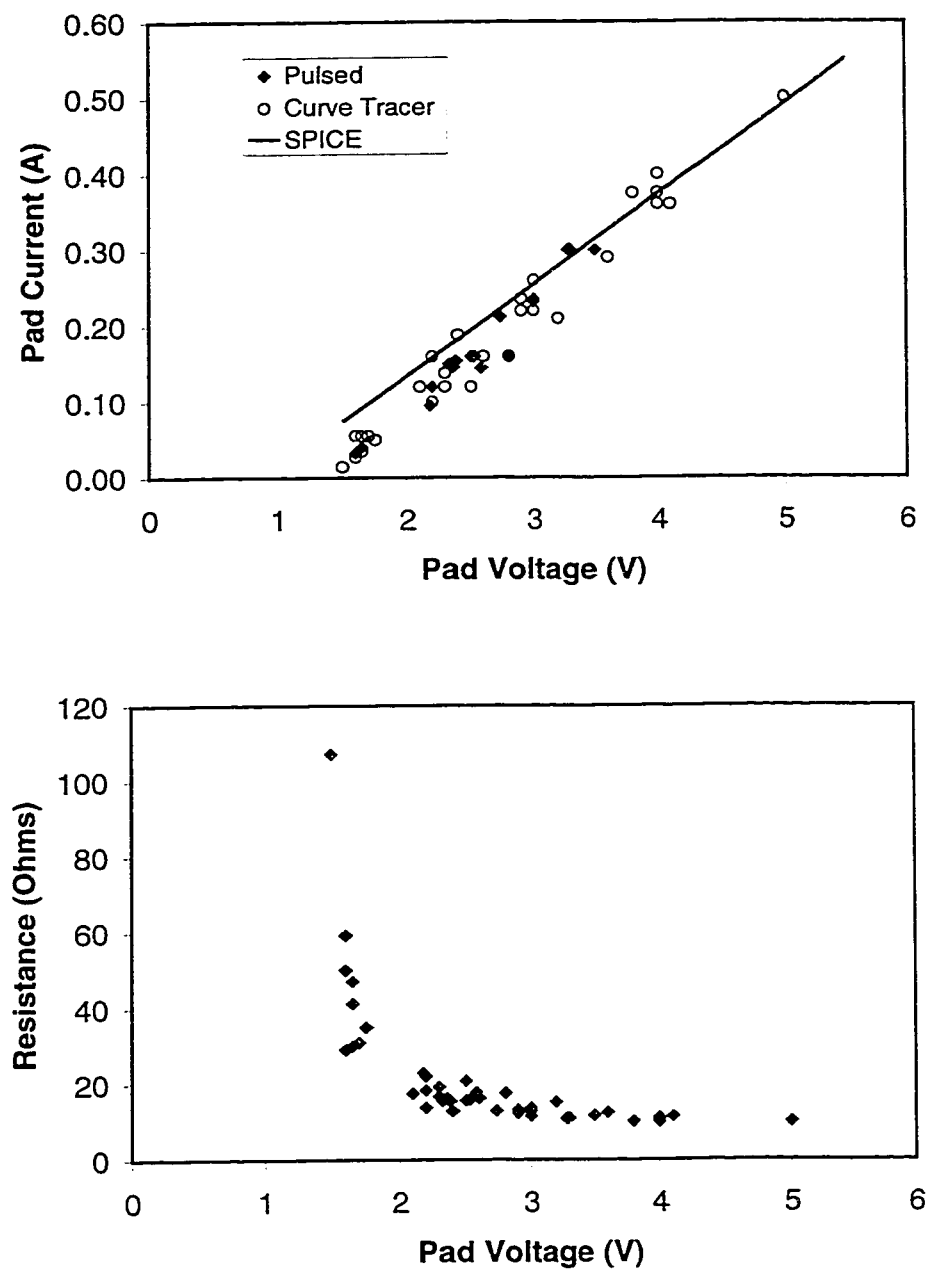 0.60
0.50
0.40
0.30
0.20
0.10
0.00
Pad Current (A)
Pulsed
Curve Tracer
SPICE
0 1 2 3 4 5 6
Pad Voltage (V)
120
100
80
60
40
20
0
Resistance (Ohms)
0 1 2 3 4 5 6
Pad Voltage (V)